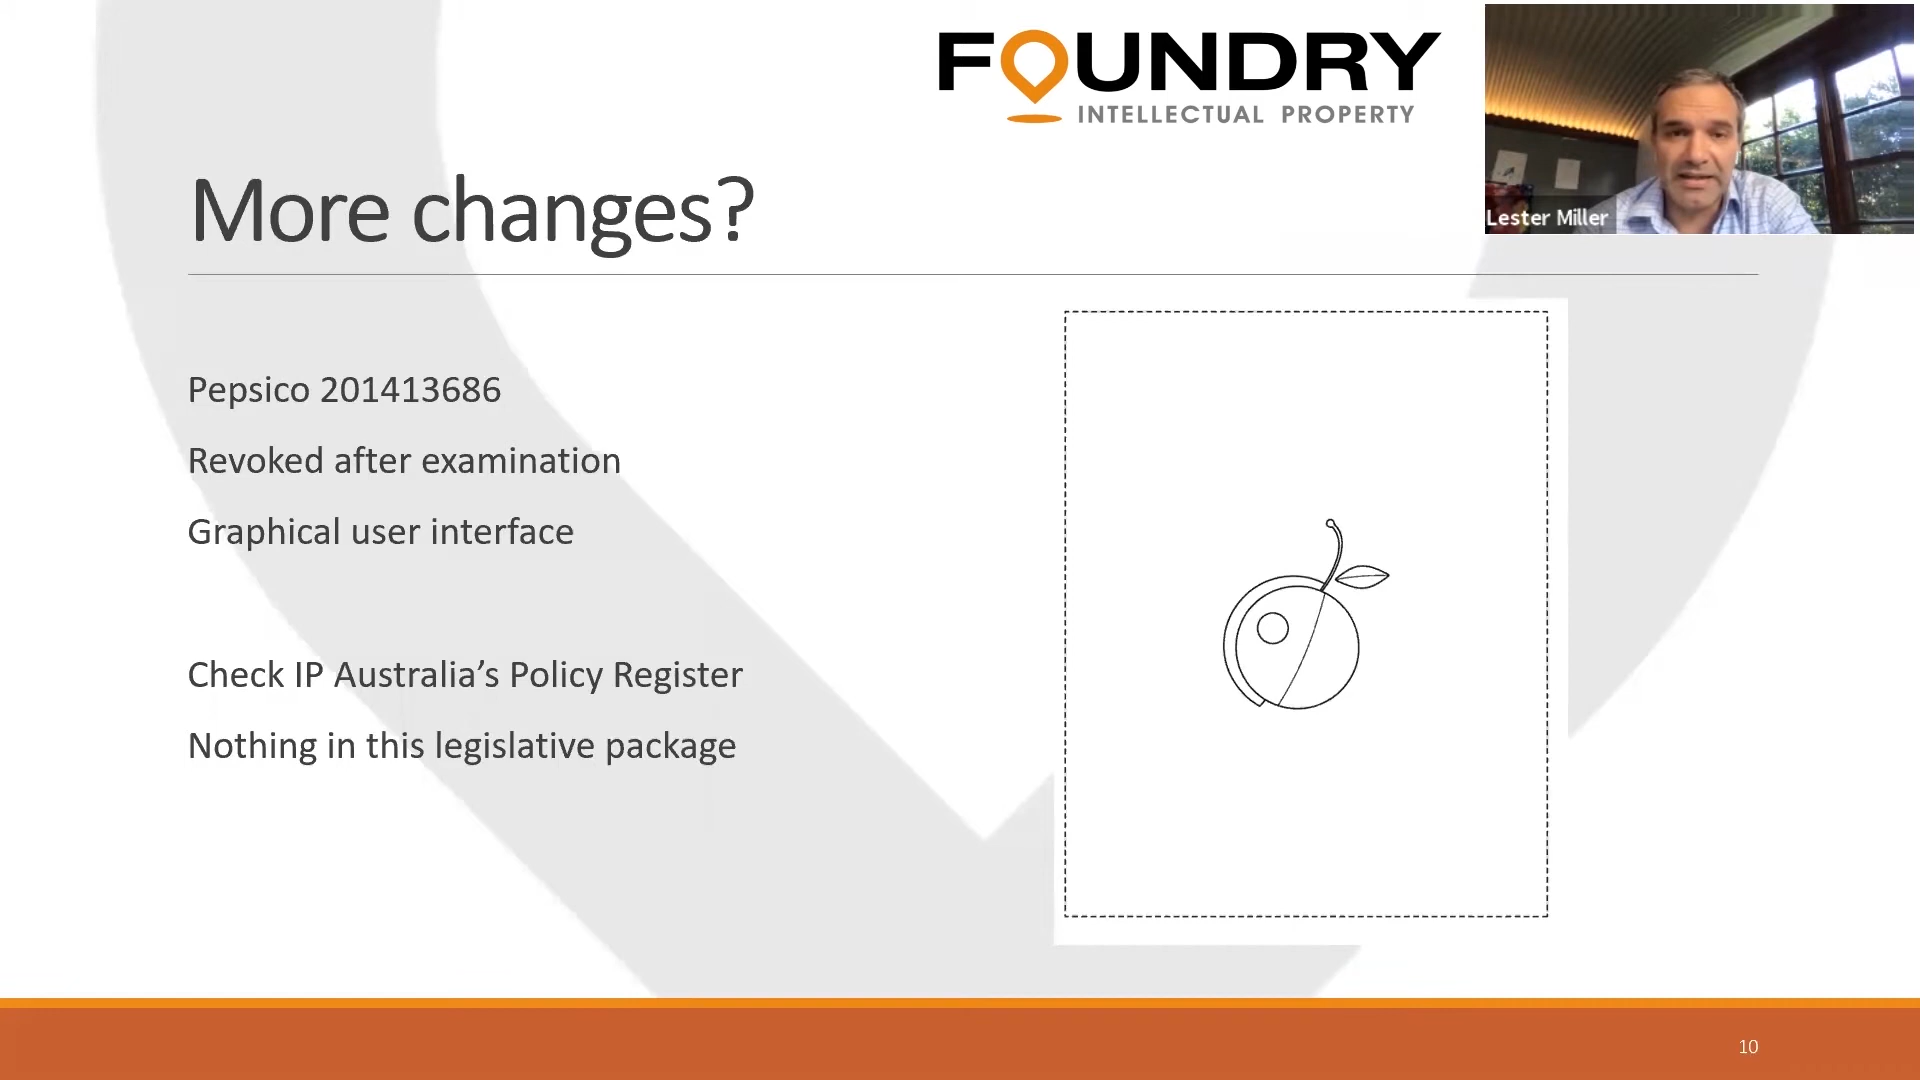 FOUNDRY
INTELLECTUAL PROPERTY
Lester Miller
More changes?
Pepsico 201413686
Revoked after examination
Graphical user interface
Check IP Australia’s Policy Register
Nothing in this legislative package
10